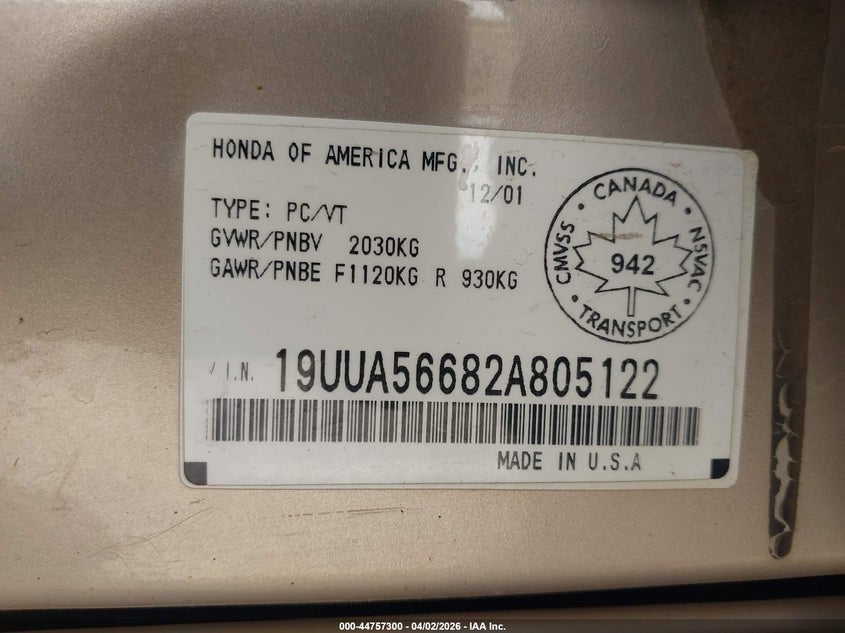 HONDA OF AMERICA MFG., INC.
12/01
TYPE: PC/VT
GVWR/PNBV 2030KG
GAWR/PNBE F1120KG R 930KG
CANADA
CMVSS
NSVAC
942
TRANSPORT
V.I.N. 19UUA56682A805122
MADE IN U.S.A
000-44757300 - 04/02/2026 - IAA Inc.